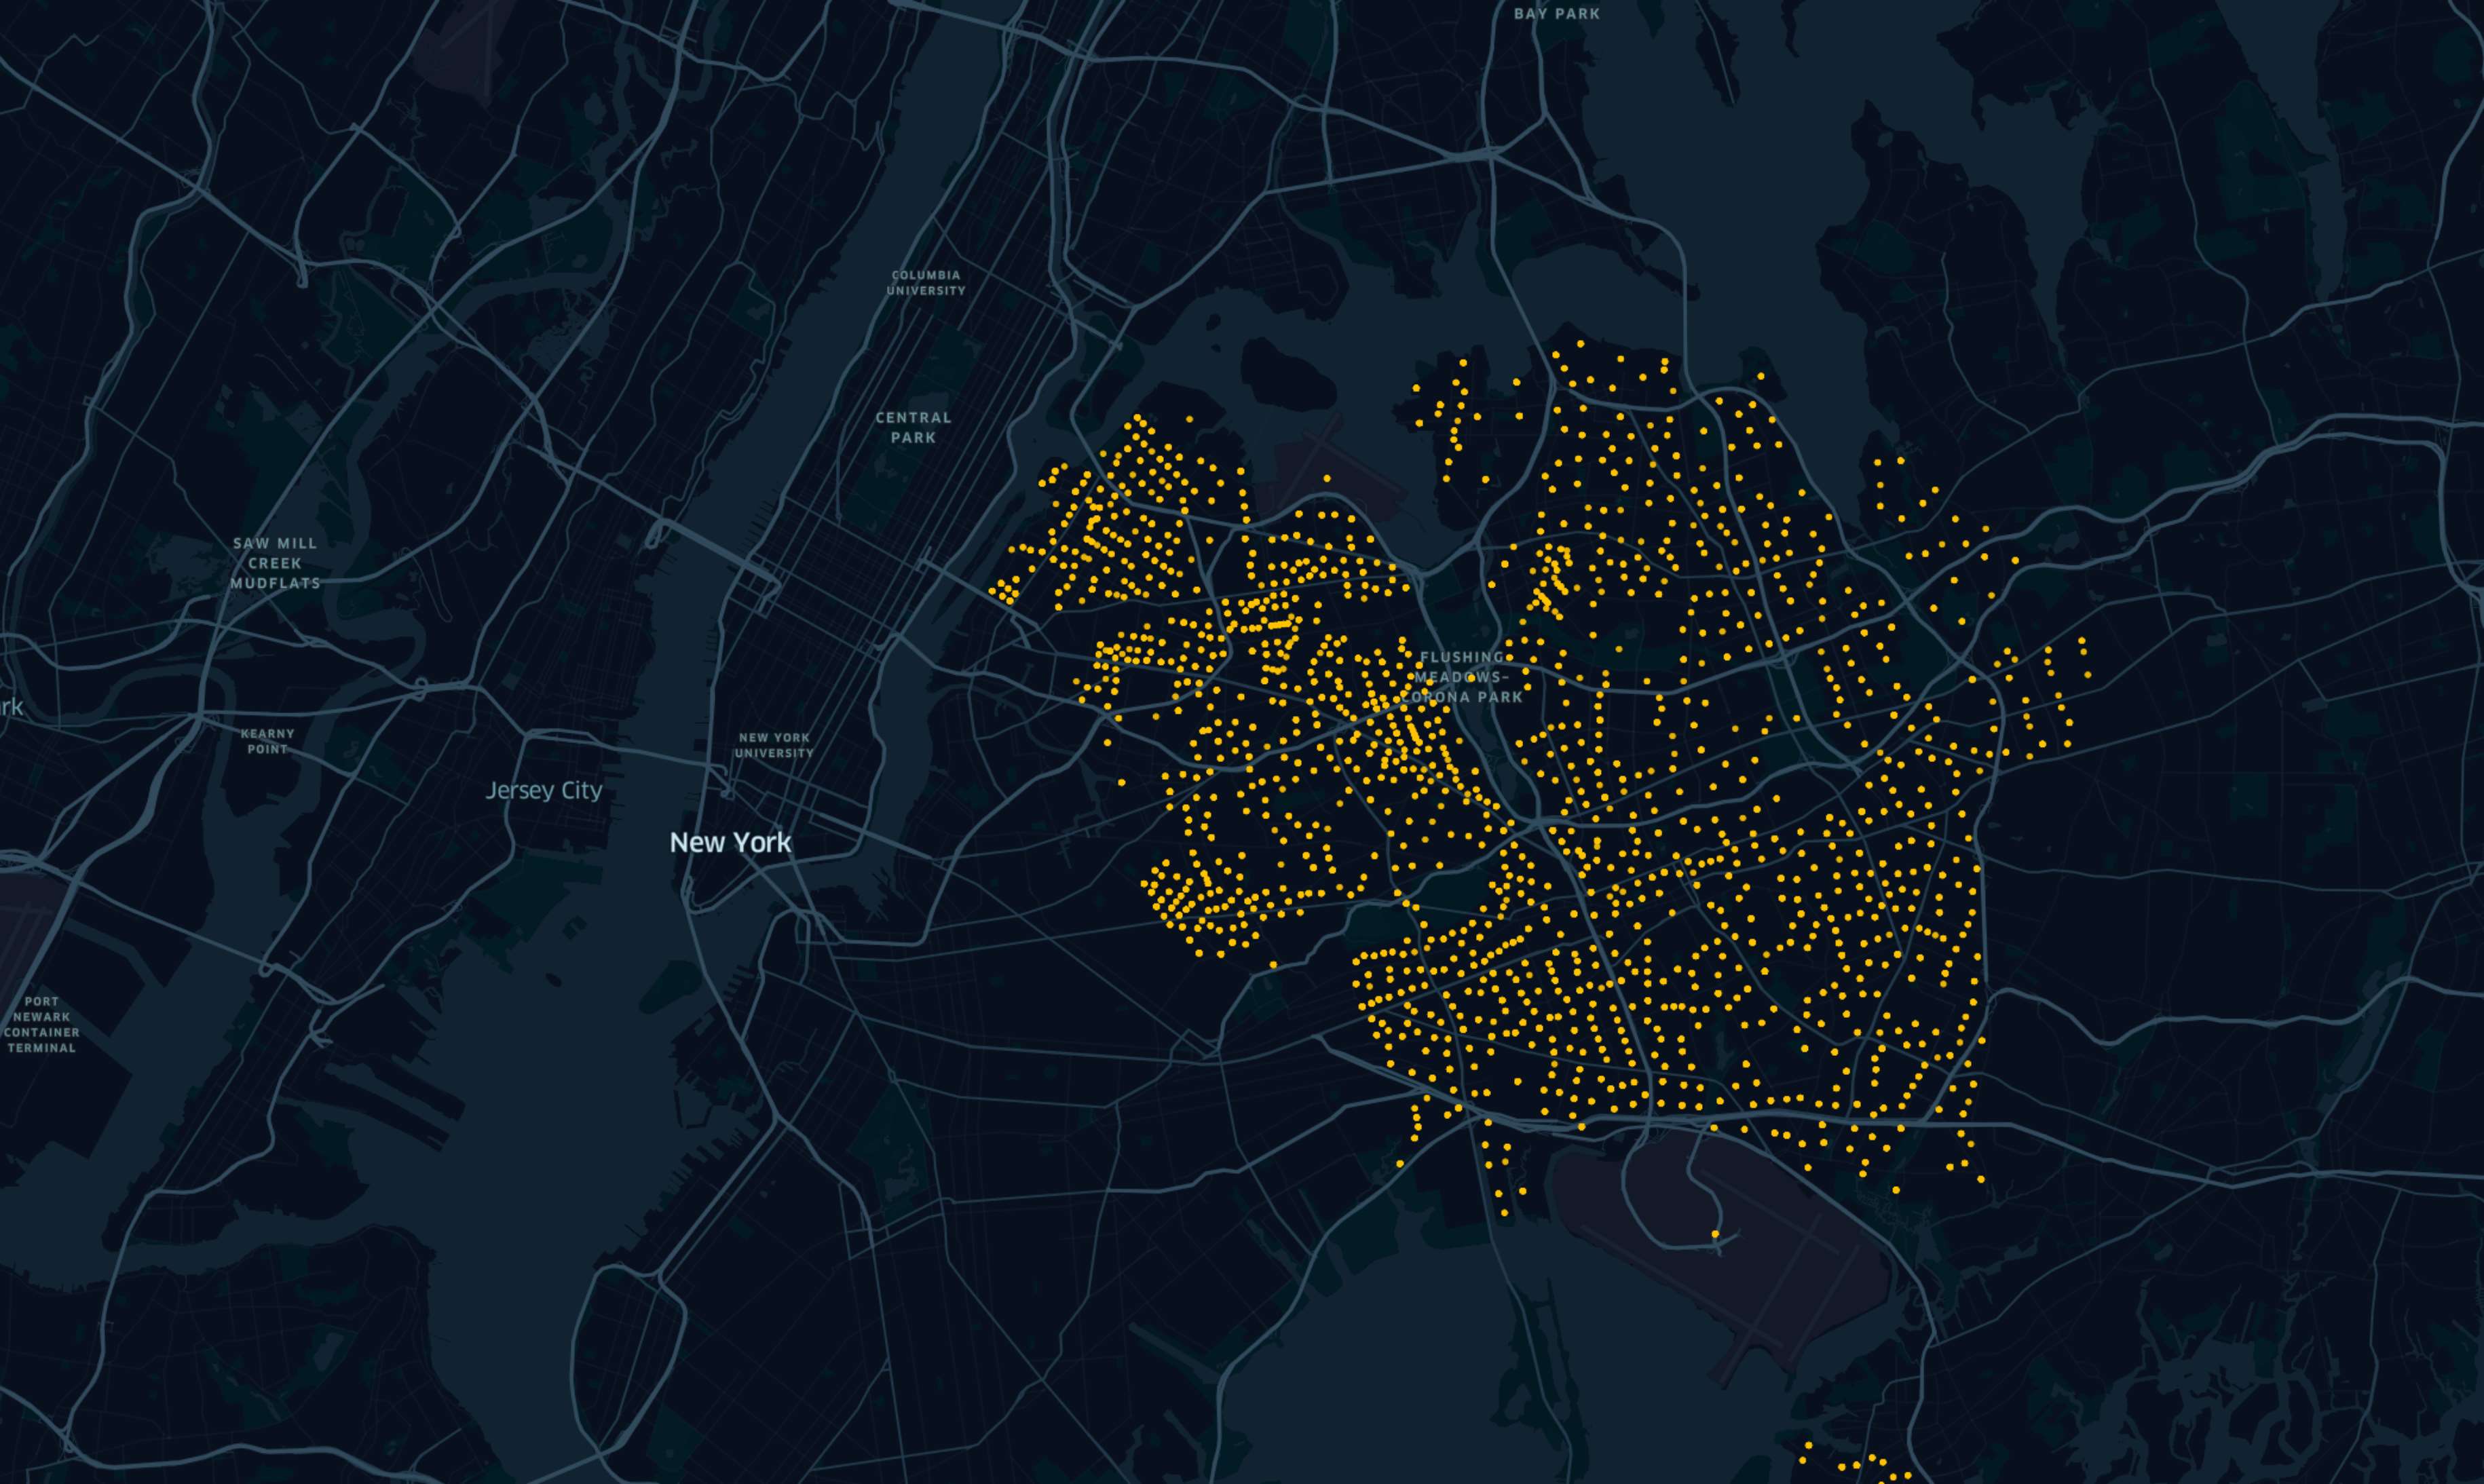 BAY PARK
COLUMBIA
UNIVERSITY
CENTRAL
PARK
SAW MILL
CREEK
MUDFLATS
FLUSHING
MEADOWS-
CORONA PARK
rk
KEARNY
POINT
NEW YORK
UNIVERSITY
Jersey City
New York
PORT
NEWARK
CONTAINER
TERMINAL